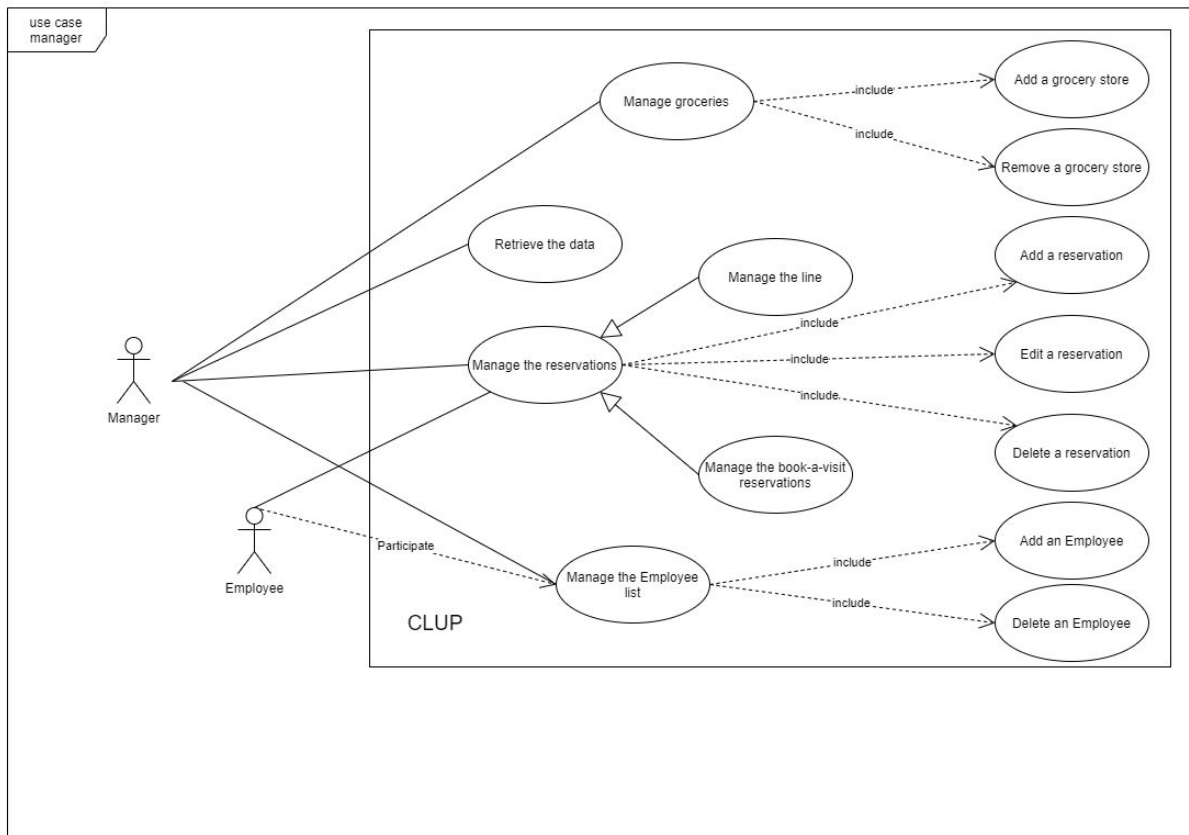 use case
manager
Add a grocery store
Manage groceries
include
include
Remove a grocery store
Retrieve the data
Add a reservation
Manage the line
include
Manage the reservations
include
Edit a reservation
include
Manager
Delete a reservation
Manage the book-a-visit
reservations
Participate
Employee
Add an Employee
include
Manage the Employee
list
include
Delete an Employee
CLUP